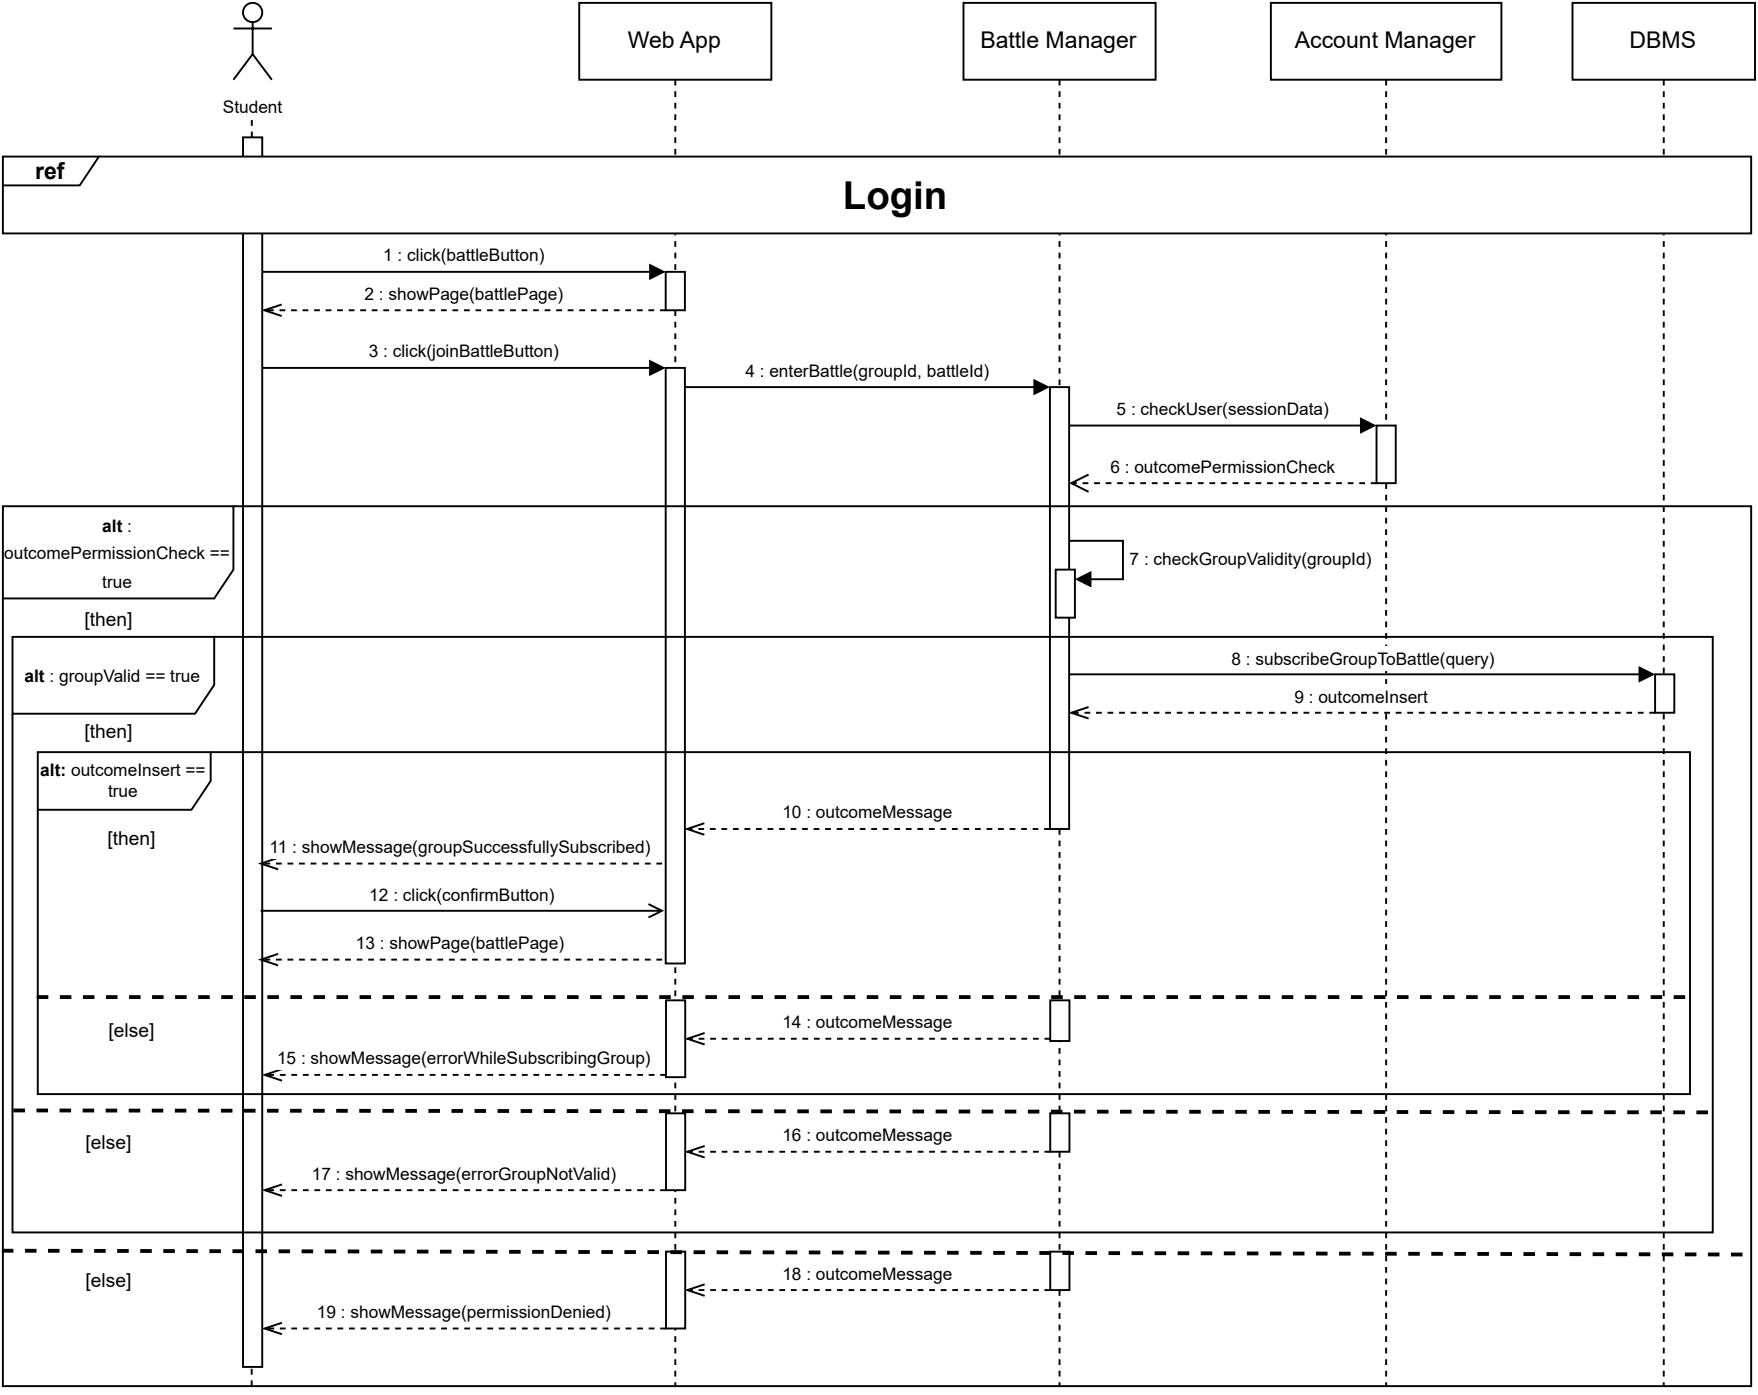 Web App
Battle Manager
Account Manager
DBMS
Student
ref
Login
1 : click(battleButton)
2 : showPage(battlePage)
3 : click(joinBattleButton)
4 : enterBattle(groupId, battleId)
5 : checkUser(sessionData)
6 : outcomePermissionCheck
alt :
outcomePermissionCheck ==
true
7 : checkGroupValidity(groupId)
[then]
8 : subscribeGroupToBattle(query)
alt : groupValid == true
9 : outcomeInsert
[then]
alt: outcomeInsert ==
true
10 : outcomeMessage
[then]
11 : showMessage(groupSuccessfullySubscribed)
12 : click(confirmButton)
13 : showPage(battlePage)
[else]
14 : outcomeMessage
15 : showMessage(errorWhileSubscribingGroup)
[else]
16 : outcomeMessage
17 : showMessage(errorGroupNotValid)
[else]
18 : outcomeMessage
19 : showMessage(permissionDenied)